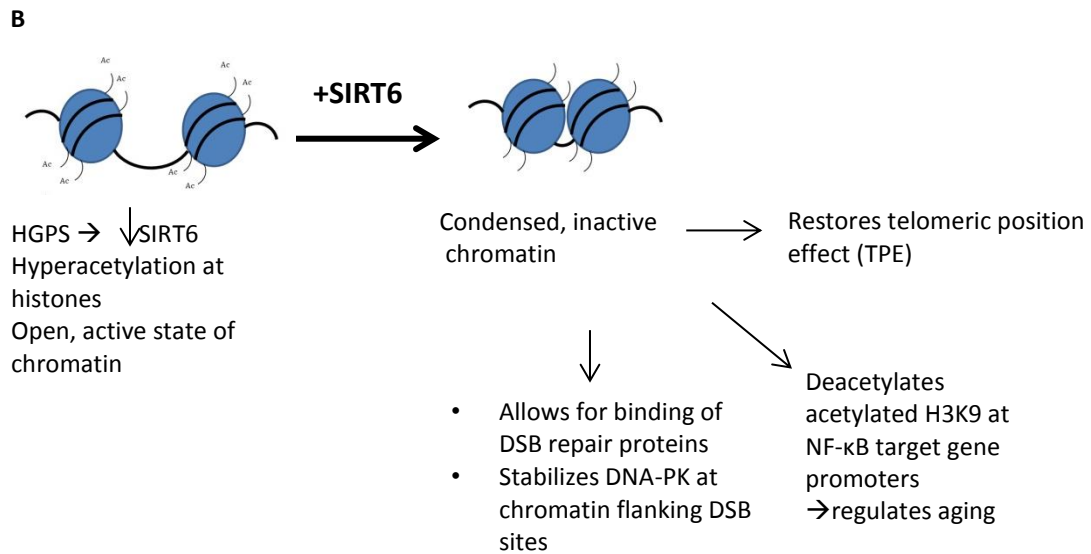 B
Ac
Ac
Ac
Ac
+SIRT6
Ac
Ac
Ac
Ac
HGPS → ↓SIRT6
Hyperacetylation at
histones
Open, active state of
chromatin
Condensed, inactive
chromatin
Restores telomeric position
effect (TPE)
• Allows for binding of
DSB repair proteins
• Stabilizes DNA-PK at
chromatin flanking DSB
sites
Deacetylates
acetylated H3K9 at
NF-κB target gene
promoters
→regulates aging